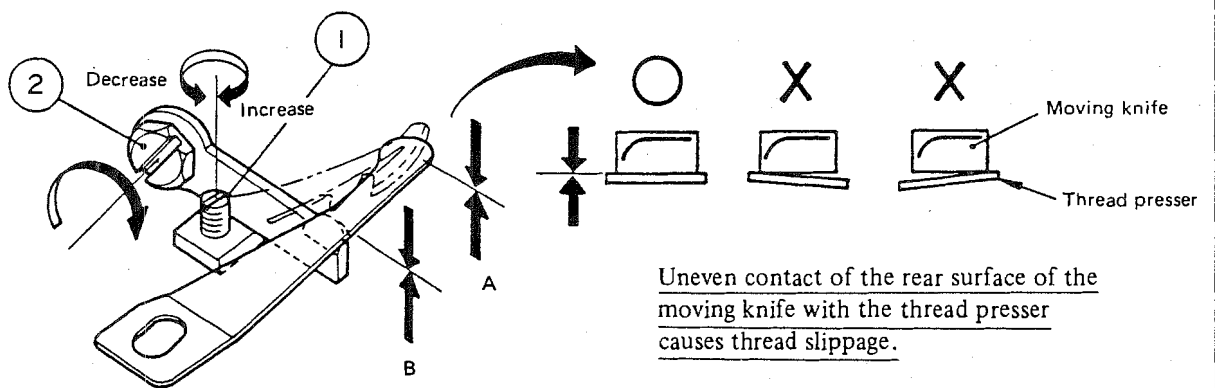 1
2
Decrease
Increase
A
B
Moving knife
Thread presser
Uneven contact of the rear surface of the
moving knife with the thread presser
causes thread slippage.